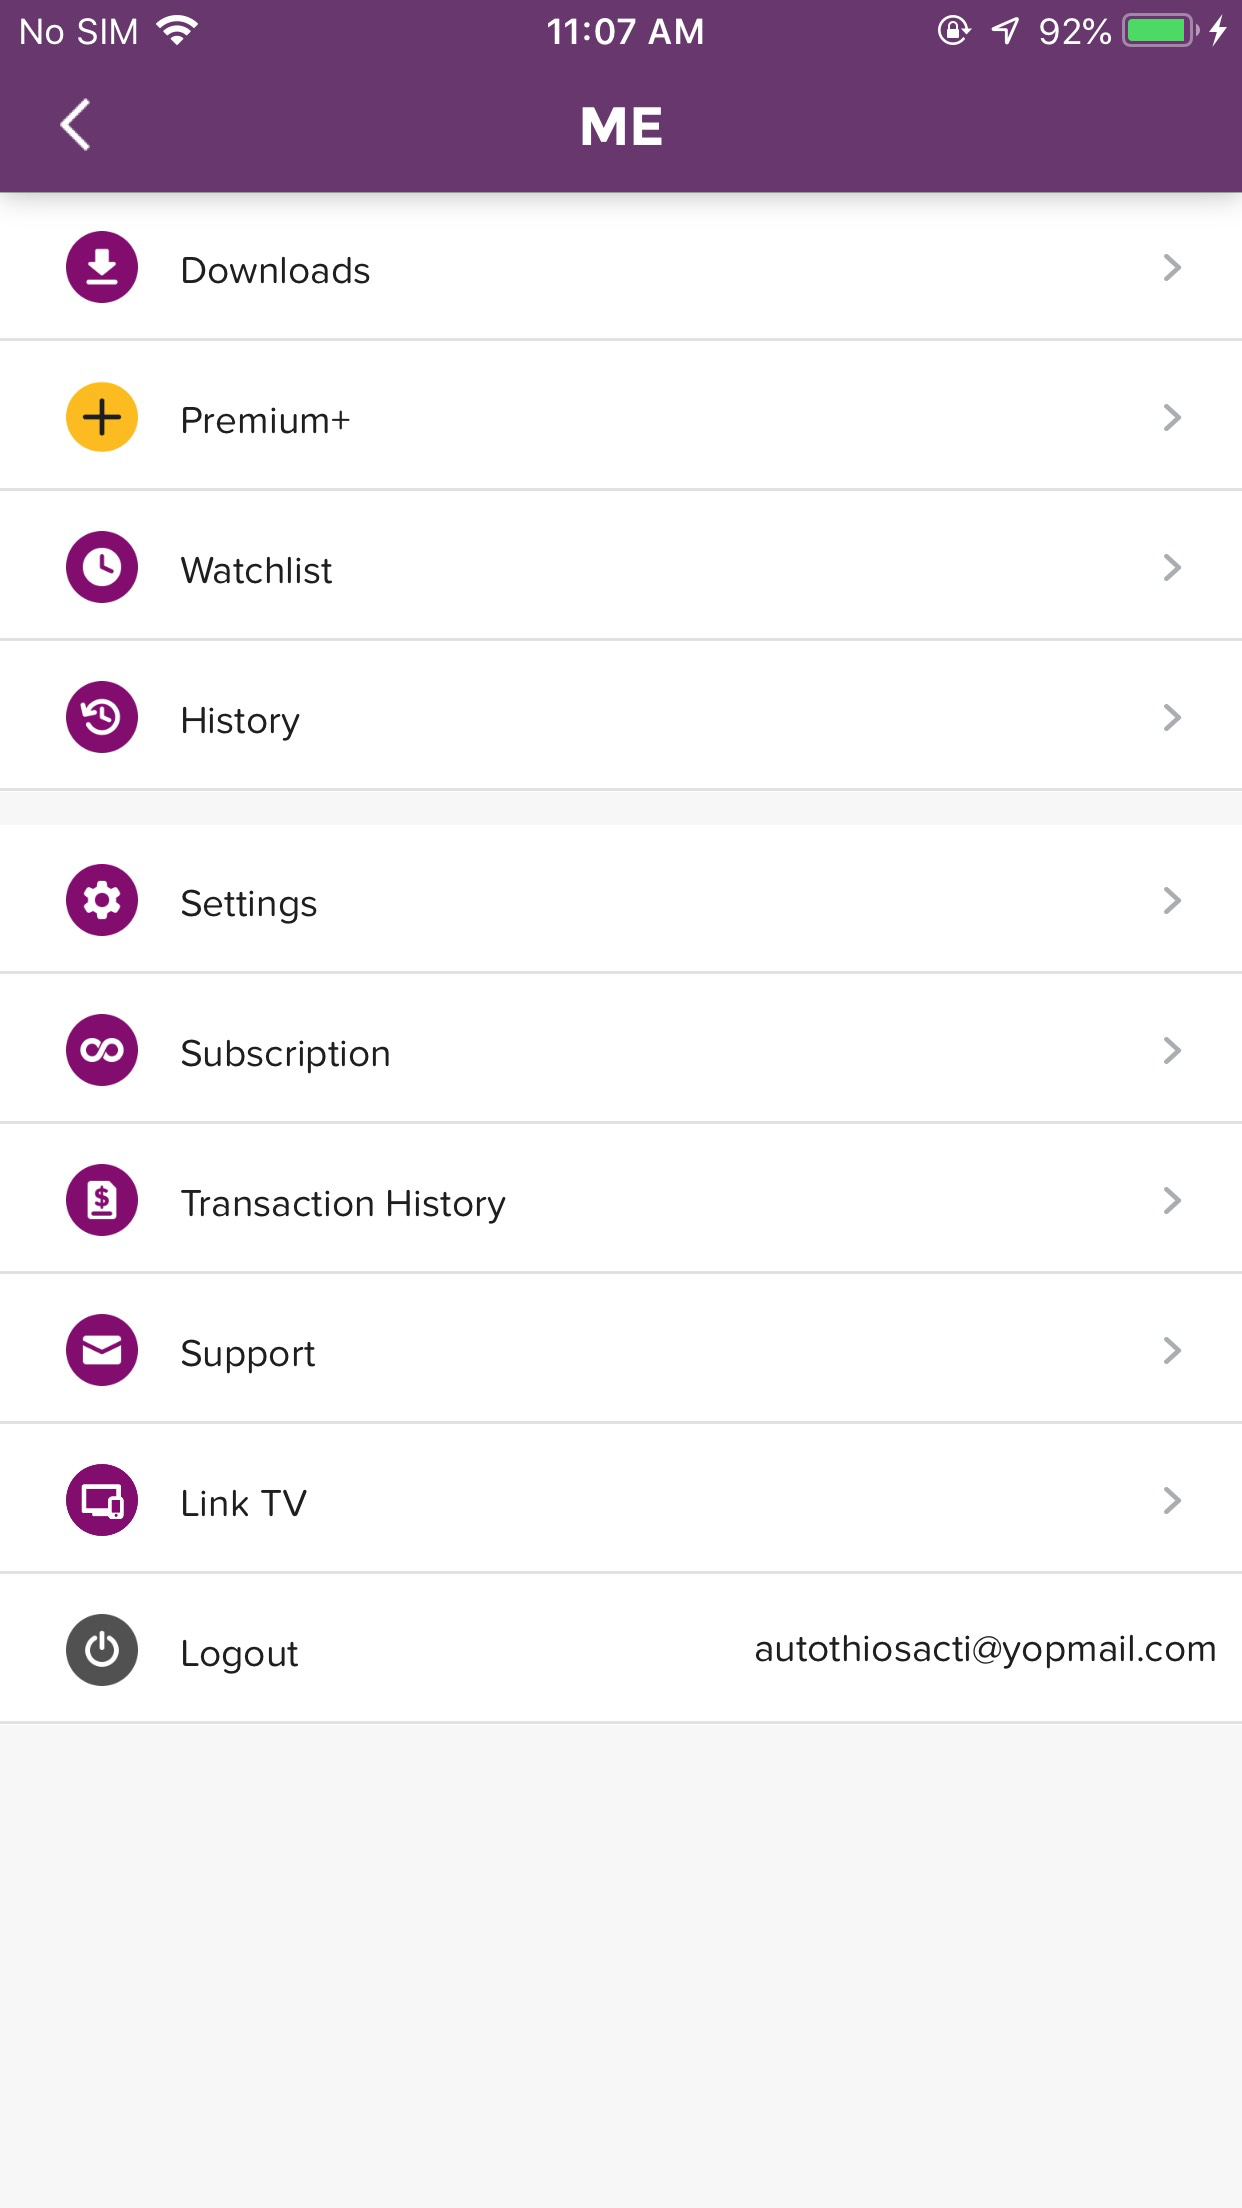 No SIM 11:07 AM 92%
ME
Downloads
Premium+
Watchlist
History
Settings
Subscription
Transaction History
Support
Link TV
Logout autothiosacti@yopmail.com